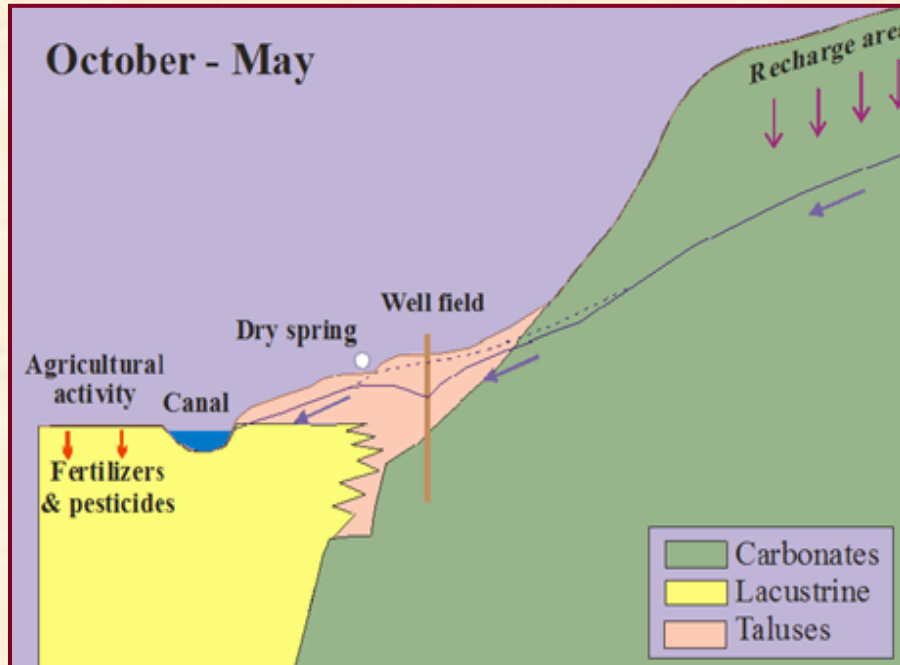 October - May
Recharge area
Well field
Dry spring
Agricultural
activity
Canal
Fertilizers
& pesticides
Carbonates
Lacustrine
Taluses